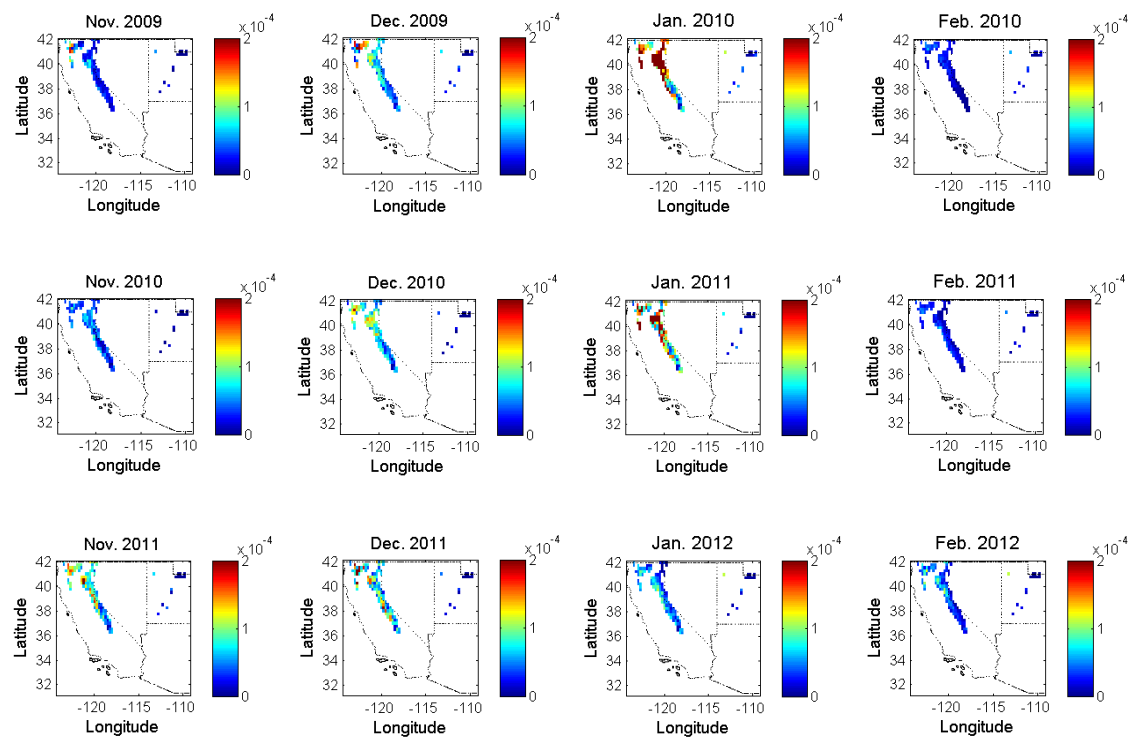 Nov. 2009 Dec. 2009 Jan. 2010 Feb. 2010
x 10-4 x 10-4 x 10-4 x 10-4
42 40 38 36 34 32
Latitude
-120 -115 -110
Longitude
2 1 0
42 40 38 36 34 32
Latitude
-120 -115 -110
Longitude
2 1 0
42 40 38 36 34 32
Latitude
-120 -115 -110
Longitude
2 1 0
42 40 38 36 34 32
Latitude
-120 -115 -110
Longitude
2 1 0
Nov. 2010 Dec. 2010 Jan. 2011 Feb. 2011
x 10-4 x 10-4 x 10-4 x 10-4
42 40 38 36 34 32
Latitude
-120 -115 -110
Longitude
2 1 0
42 40 38 36 34 32
Latitude
-120 -115 -110
Longitude
2 1 0
42 40 38 36 34 32
Latitude
-120 -115 -110
Longitude
2 1 0
42 40 38 36 34 32
Latitude
-120 -115 -110
Longitude
2 1 0
Nov. 2011 Dec. 2011 Jan. 2012 Feb. 2012
x 10-4 x 10-4 x 10-4 x 10-4
42 40 38 36 34 32
Latitude
-120 -115 -110
Longitude
2 1 0
42 40 38 36 34 32
Latitude
-120 -115 -110
Longitude
2 1 0
42 40 38 36 34 32
Latitude
-120 -115 -110
Longitude
2 1 0
42 40 38 36 34 32
Latitude
-120 -115 -110
Longitude
2 1 0